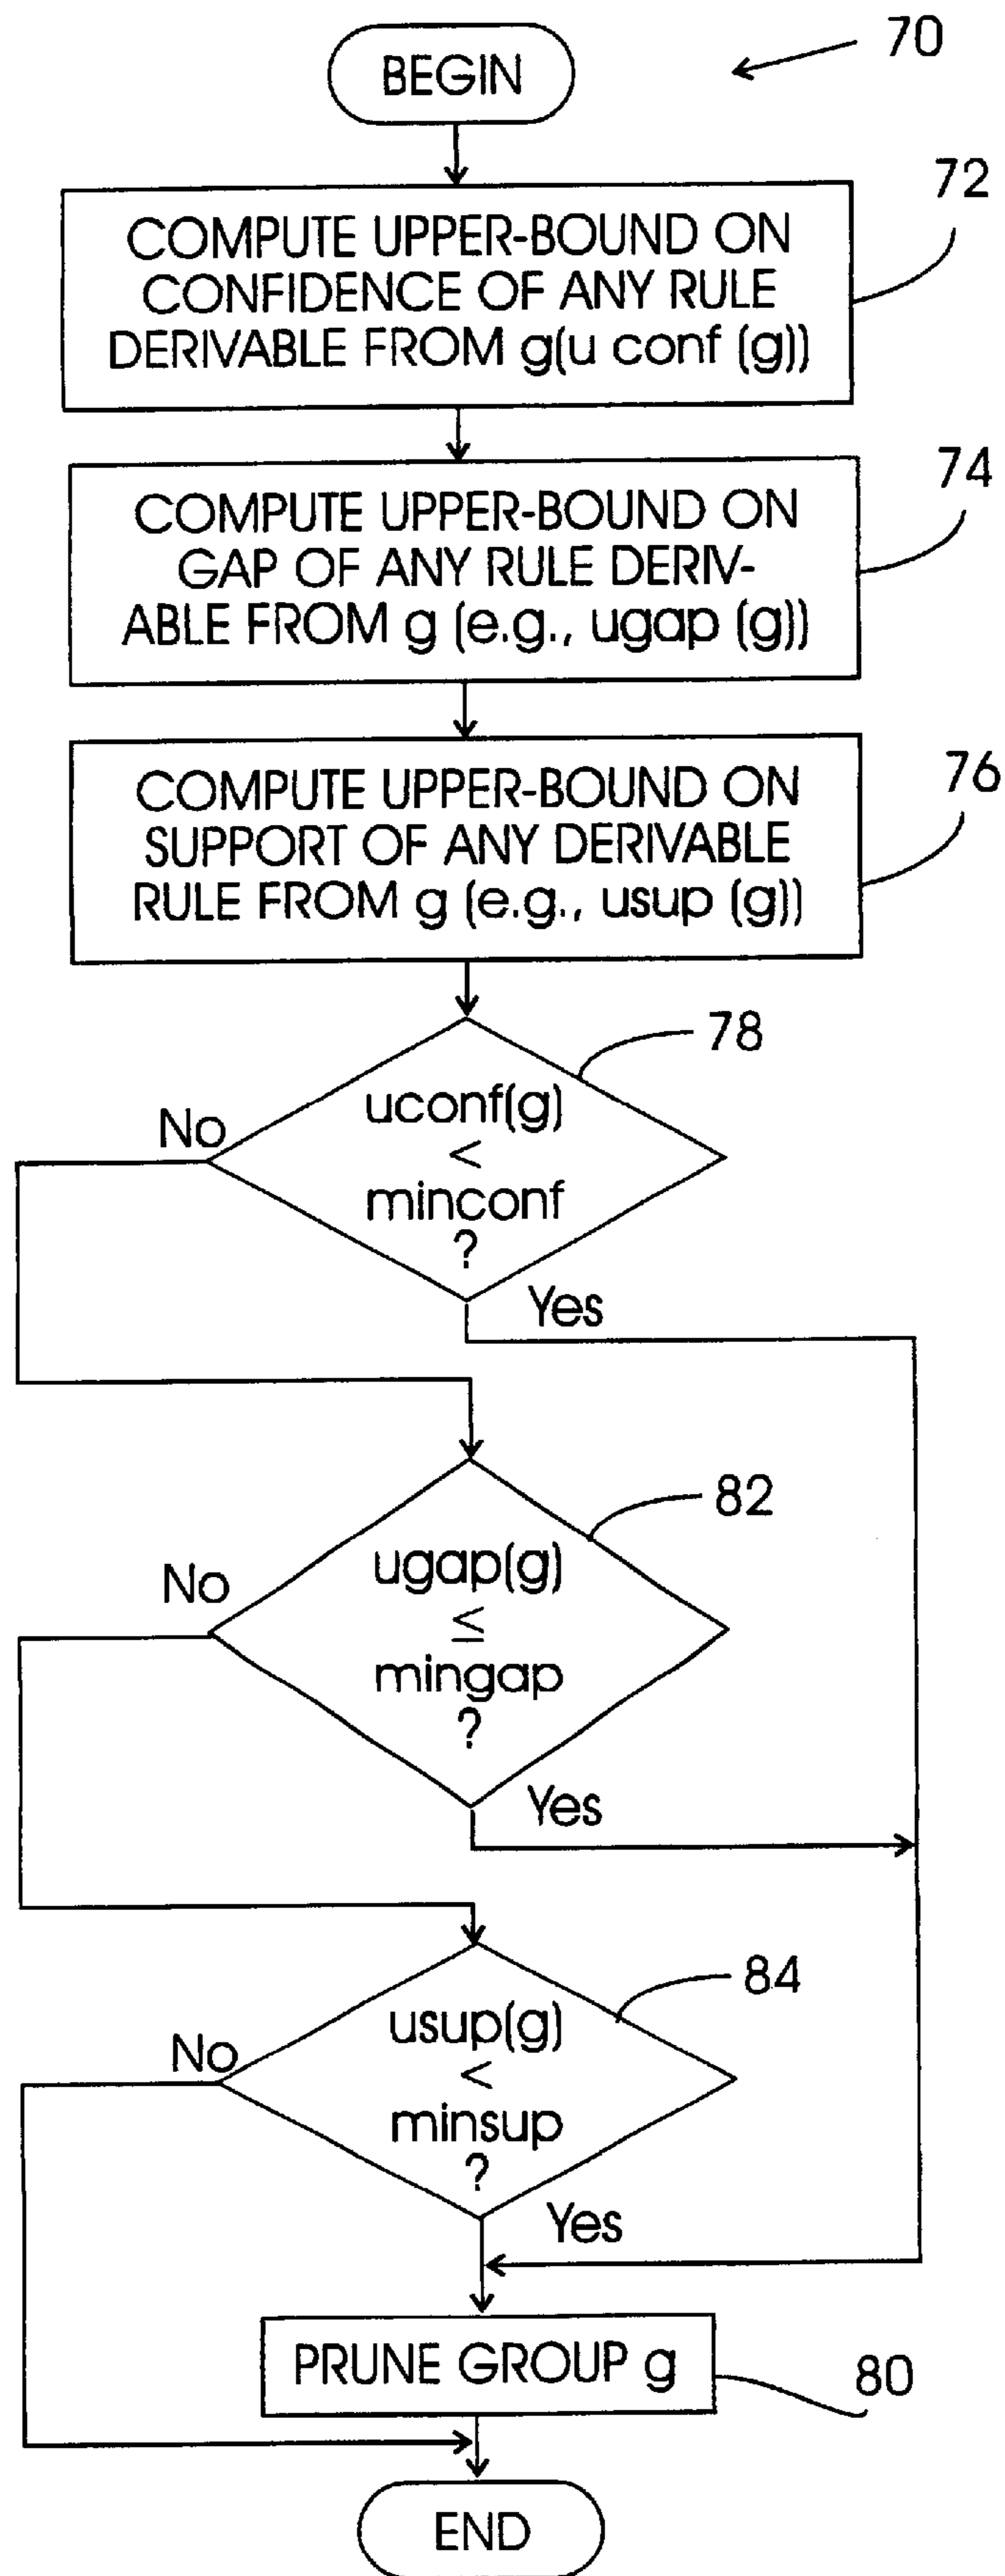 70
BEGIN
72
COMPUTE UPPER-BOUND ON
CONFIDENCE OF ANY RULE
DERIVABLE FROM g(u conf (g))
74
COMPUTE UPPER-BOUND ON
GAP OF ANY RULE DERIV-
ABLE FROM g (e.g., ugap (g))
76
COMPUTE UPPER-BOUND ON
SUPPORT OF ANY DERIVABLE
RULE FROM g (e.g., usup (g))
78
uconf(g)
<
minconf
?
No
Yes
82
ugap(g)
≤
mingap
?
No
Yes
84
usup(g)
<
minsup
?
No
Yes
PRUNE GROUP g
80
END